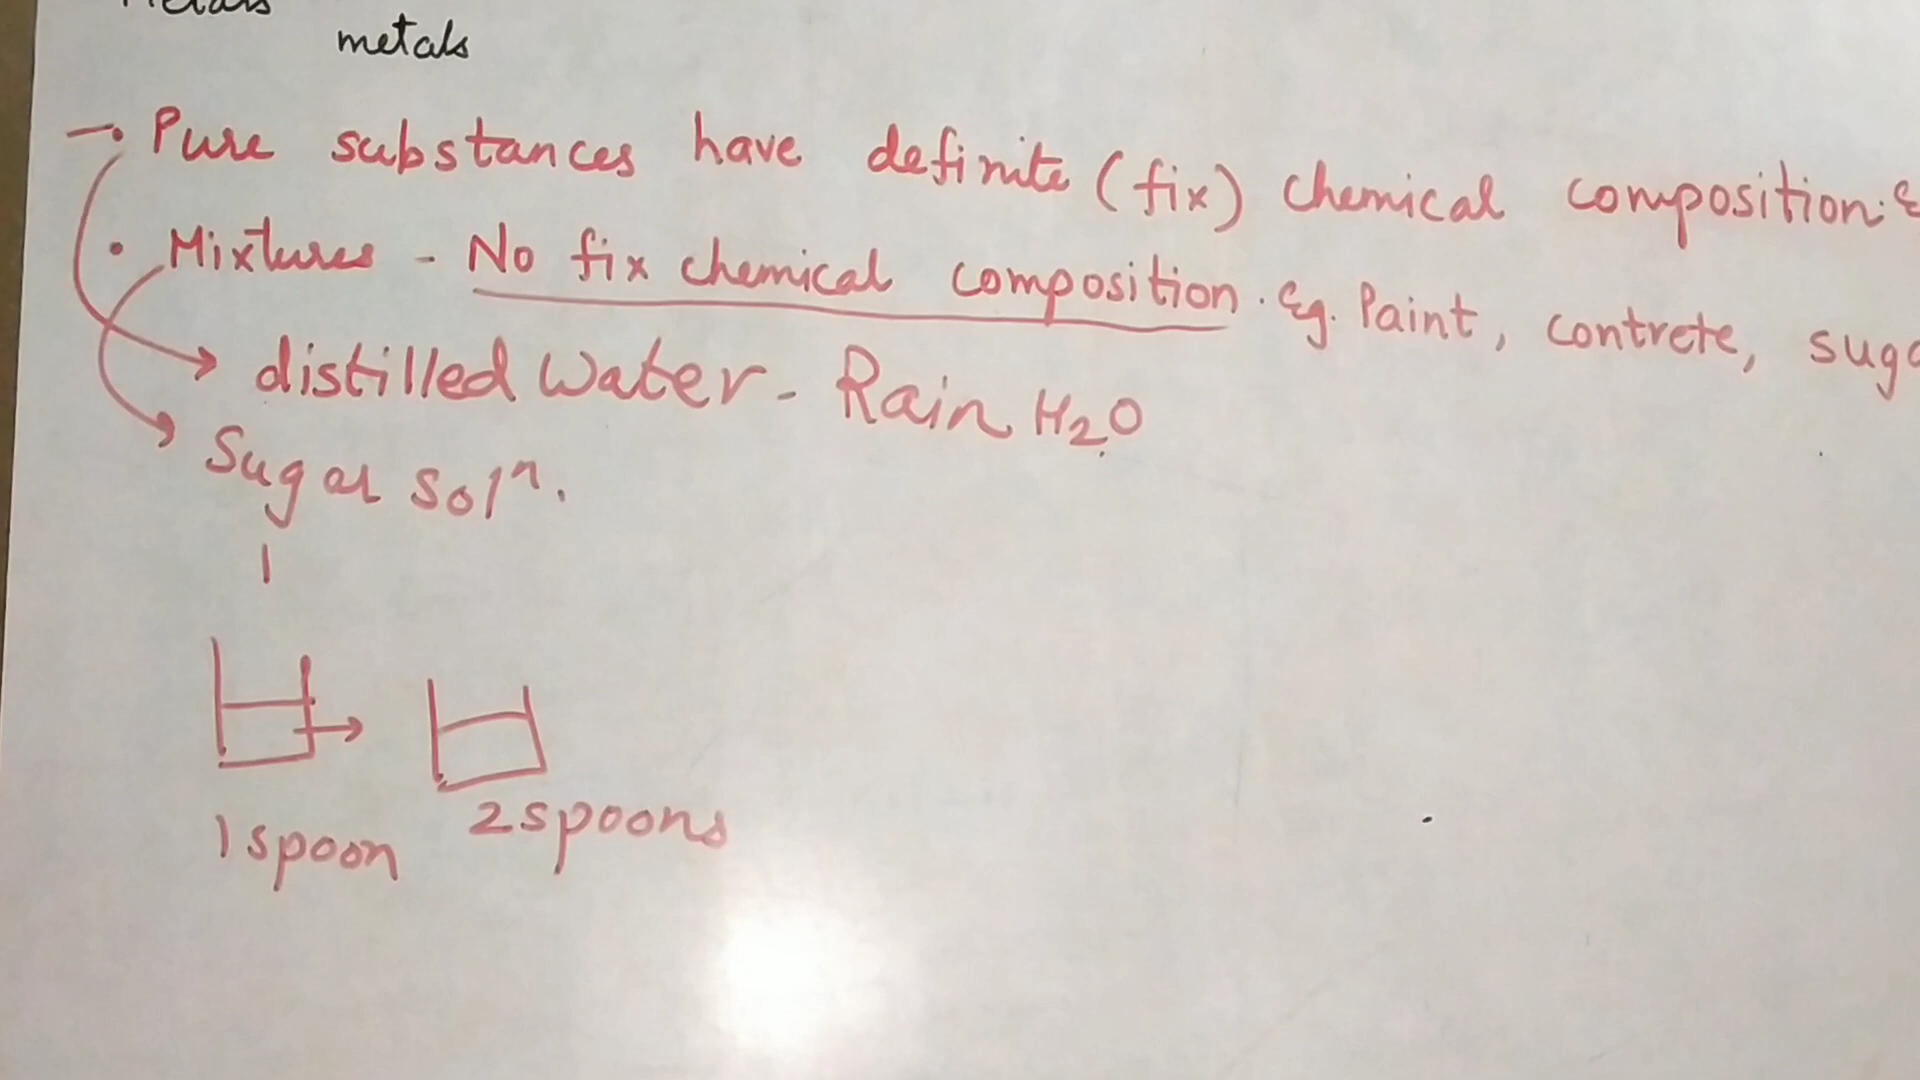 Metals
metals
Pure substances have definite (fix) chemical composition.
Mixtures - No fix chemical composition. Eg. Paint, contrete,
distilled Water - Rain H2O
Sugar solⁿ.
1 spoon
2 spoons